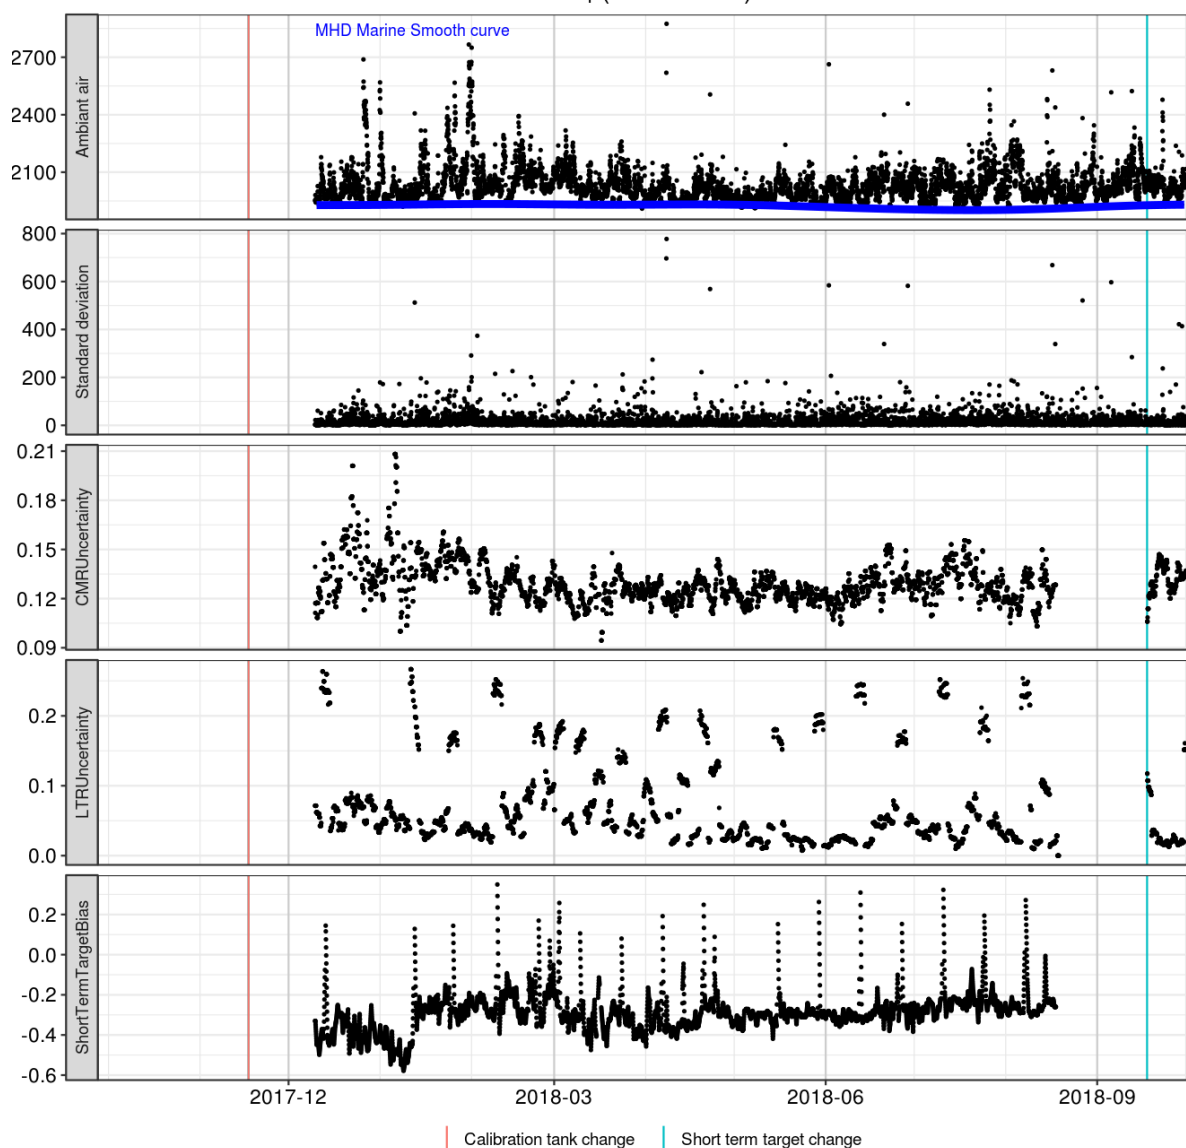 MHD Marine Smooth curve
Ambiant air
2700
2400
2100
Standard deviation
800
600
400
200
0
CMRUncertainty
0.21
0.18
0.15
0.12
0.09
LTRUncertainty
0.2
0.1
0.0
ShortTermTargetBias
0.2
0.0
-0.2
-0.4
-0.6
2017-12 2018-03 2018-06 2018-09
Calibration tank change Short term target change